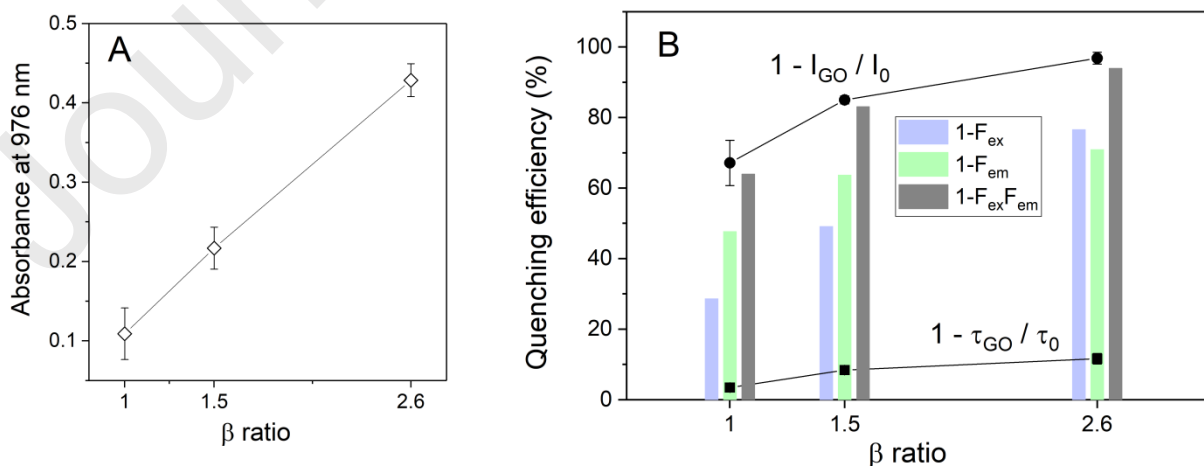 Jour
A
0.5
0.4
0.3
0.2
0.1
Absorbance at 976 nm
1
1.5
2.6
β ratio
B
100
80
60
40
20
0
Quenching efficiency (%)
1 - I_GO / I_0
1-F_ex
1-F_em
1-F_exF_em
1 - τ_GO / τ_0
1
1.5
2.6
β ratio